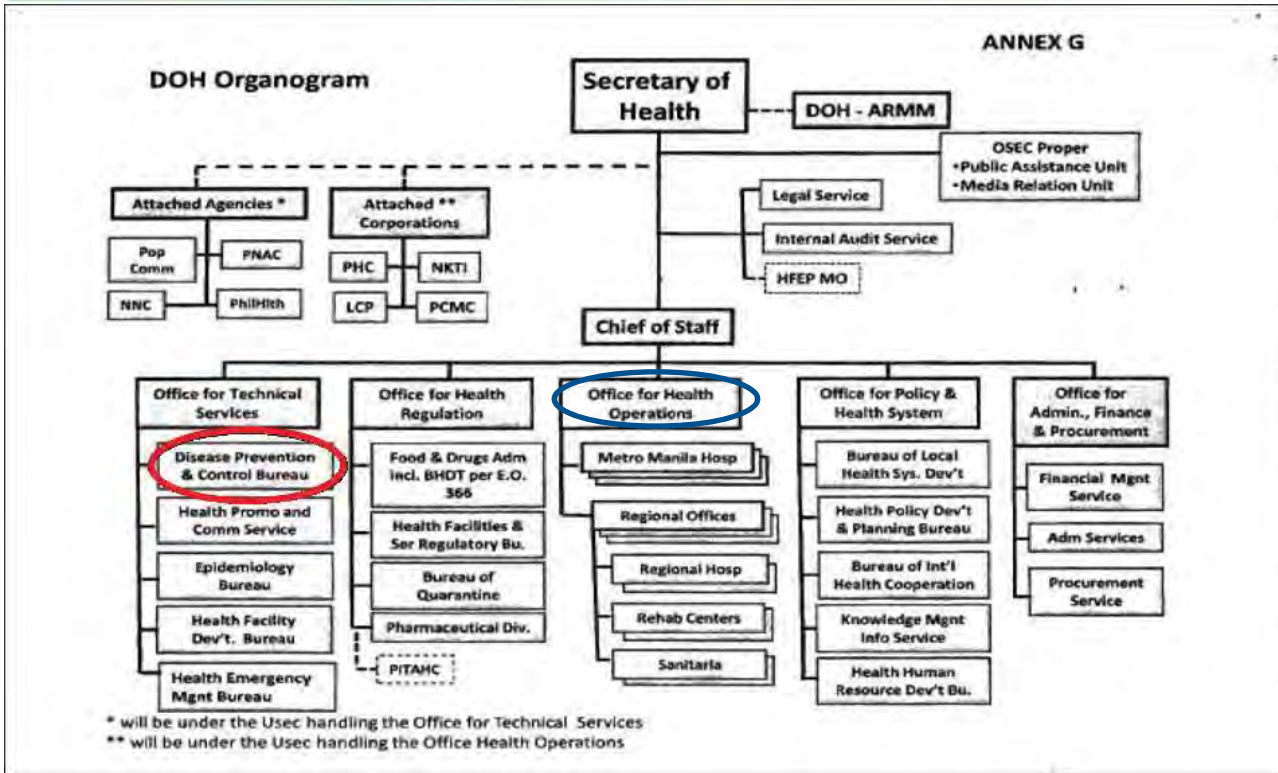 ANNEX G
DOH Organogram
Secretary of
Health
DOH - ARMM
OSEC Proper
•Public Assistance Unit
•Media Relation Unit
Attached Agencies *
Attached **
Corporations
Legal Service
Internal Audit Service
HFEP MO
Pop
Comm
PNAC
NNC
PhilHlth
PHC
NKTI
LCP
PCMC
Chief of Staff
Office for Technical
Services
Disease Prevention
& Control Bureau
Health Promo and
Comm Service
Epidemiology
Bureau
Health Facility
Dev't. Bureau
Health Emergency
Mgnt Bureau
Office for Health
Regulation
Food & Drugs Adm
incl. BHDT per E.O.
366
Health Facilities &
Ser Regulatory Bu.
Bureau of
Quarantine
Pharmaceutical Div.
PITAHC
Office for Health
Operations
Metro Manila Hosp
Regional Offices
Regional Hosp
Rehab Centers
Sanitaria
Office for Policy &
Health System
Bureau of Local
Health Sys. Dev't
Health Policy Dev't
& Planning Bureau
Bureau of Int'l
Health Cooperation
Knowledge Mgnt
Info Service
Health Human
Resource Dev't Bu.
Office for
Admin., Finance
& Procurement
Financial Mgnt
Service
Adm Services
Procurement
Service
* will be under the Usec handling the Office for Technical Services
** will be under the Usec handling the Office Health Operations